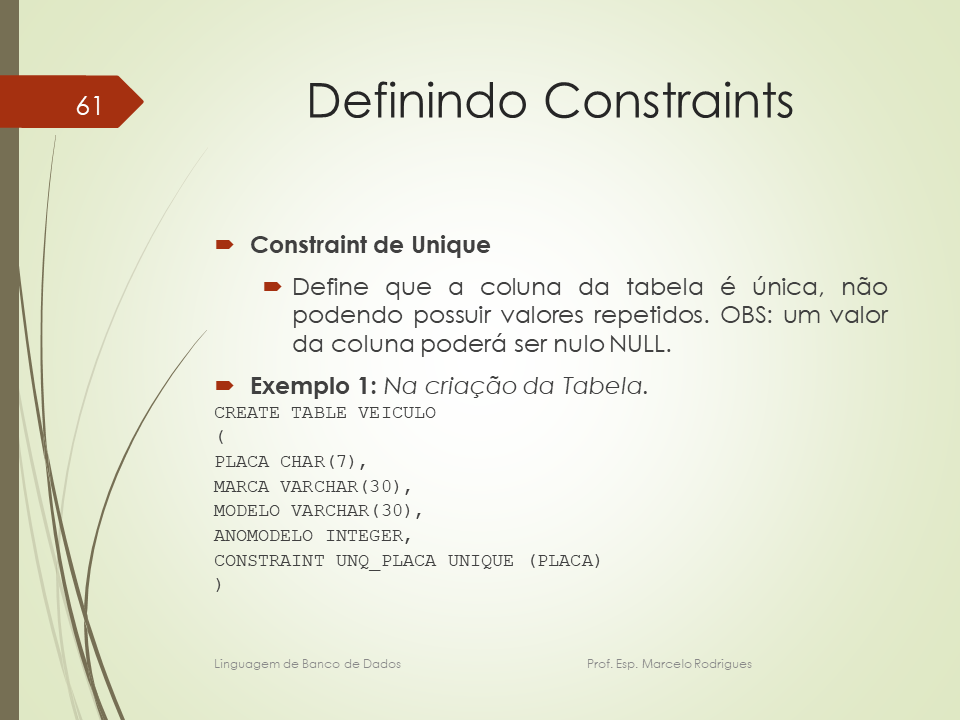 61
Definindo Constraints
Constraint de Unique
Define que a coluna da tabela é única, não
podendo possuir valores repetidos. OBS: um valor
da coluna poderá ser nulo NULL.
Exemplo 1: Na criação da Tabela.
CREATE TABLE VEICULO
(
PLACA CHAR(7),
MARCA VARCHAR(30),
MODELO VARCHAR(30),
ANOMODELO INTEGER,
CONSTRAINT UNQ_PLACA UNIQUE (PLACA)
)
Linguagem de Banco de Dados Prof. Esp. Marcelo Rodrigues